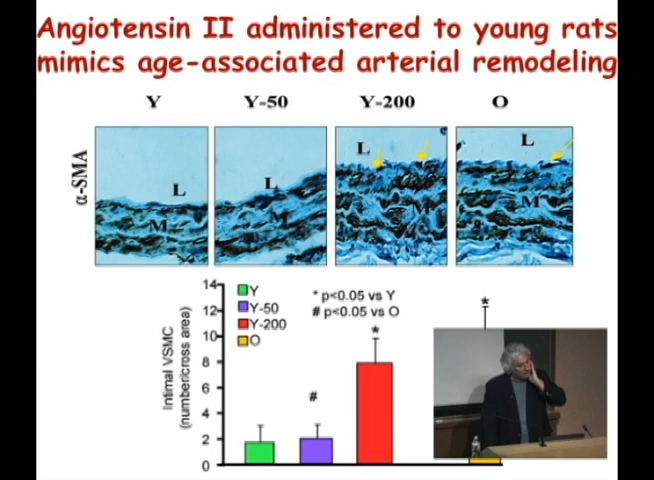 Angiotensin II administered to young rats
mimics age-associated arterial remodeling
Y Y-50 Y-200 O
α-SMA
L L L L
M M M M
Intimal VSMC
(number/cross area)
14
12
10
8
6
4
2
0
Y
Y-50
Y-200
O
* p<0.05 vs Y
# p<0.05 vs O
#
*
*